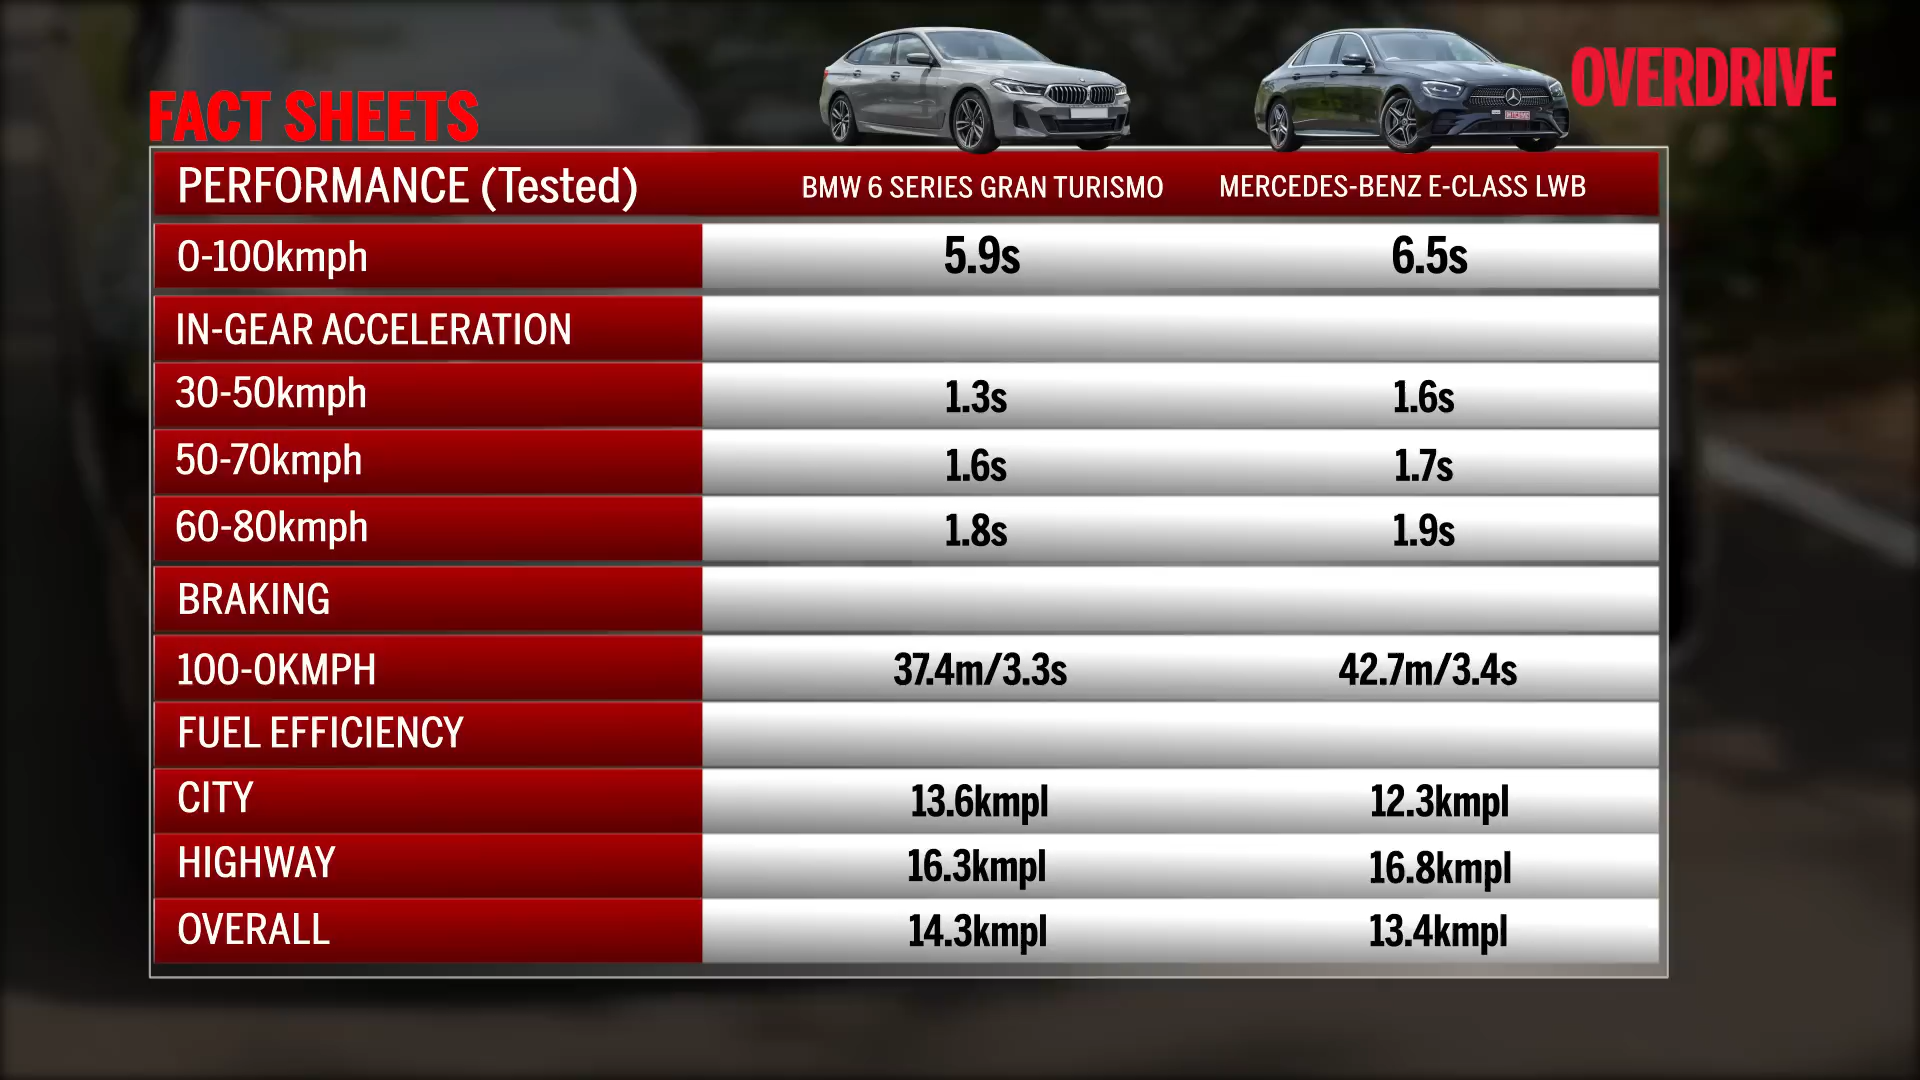 OVERDRIVE
FACT SHEETS
PERFORMANCE (Tested) BMW 6 SERIES GRAN TURISMO MERCEDES-BENZ E-CLASS LWB
0-100kmph 5.9s 6.5s
IN-GEAR ACCELERATION
30-50kmph 1.3s 1.6s
50-70kmph 1.6s 1.7s
60-80kmph 1.8s 1.9s
BRAKING
100-0KMPH 37.4m/3.3s 42.7m/3.4s
FUEL EFFICIENCY
CITY 13.6kmpl 12.3kmpl
HIGHWAY 16.3kmpl 16.8kmpl
OVERALL 14.3kmpl 13.4kmpl